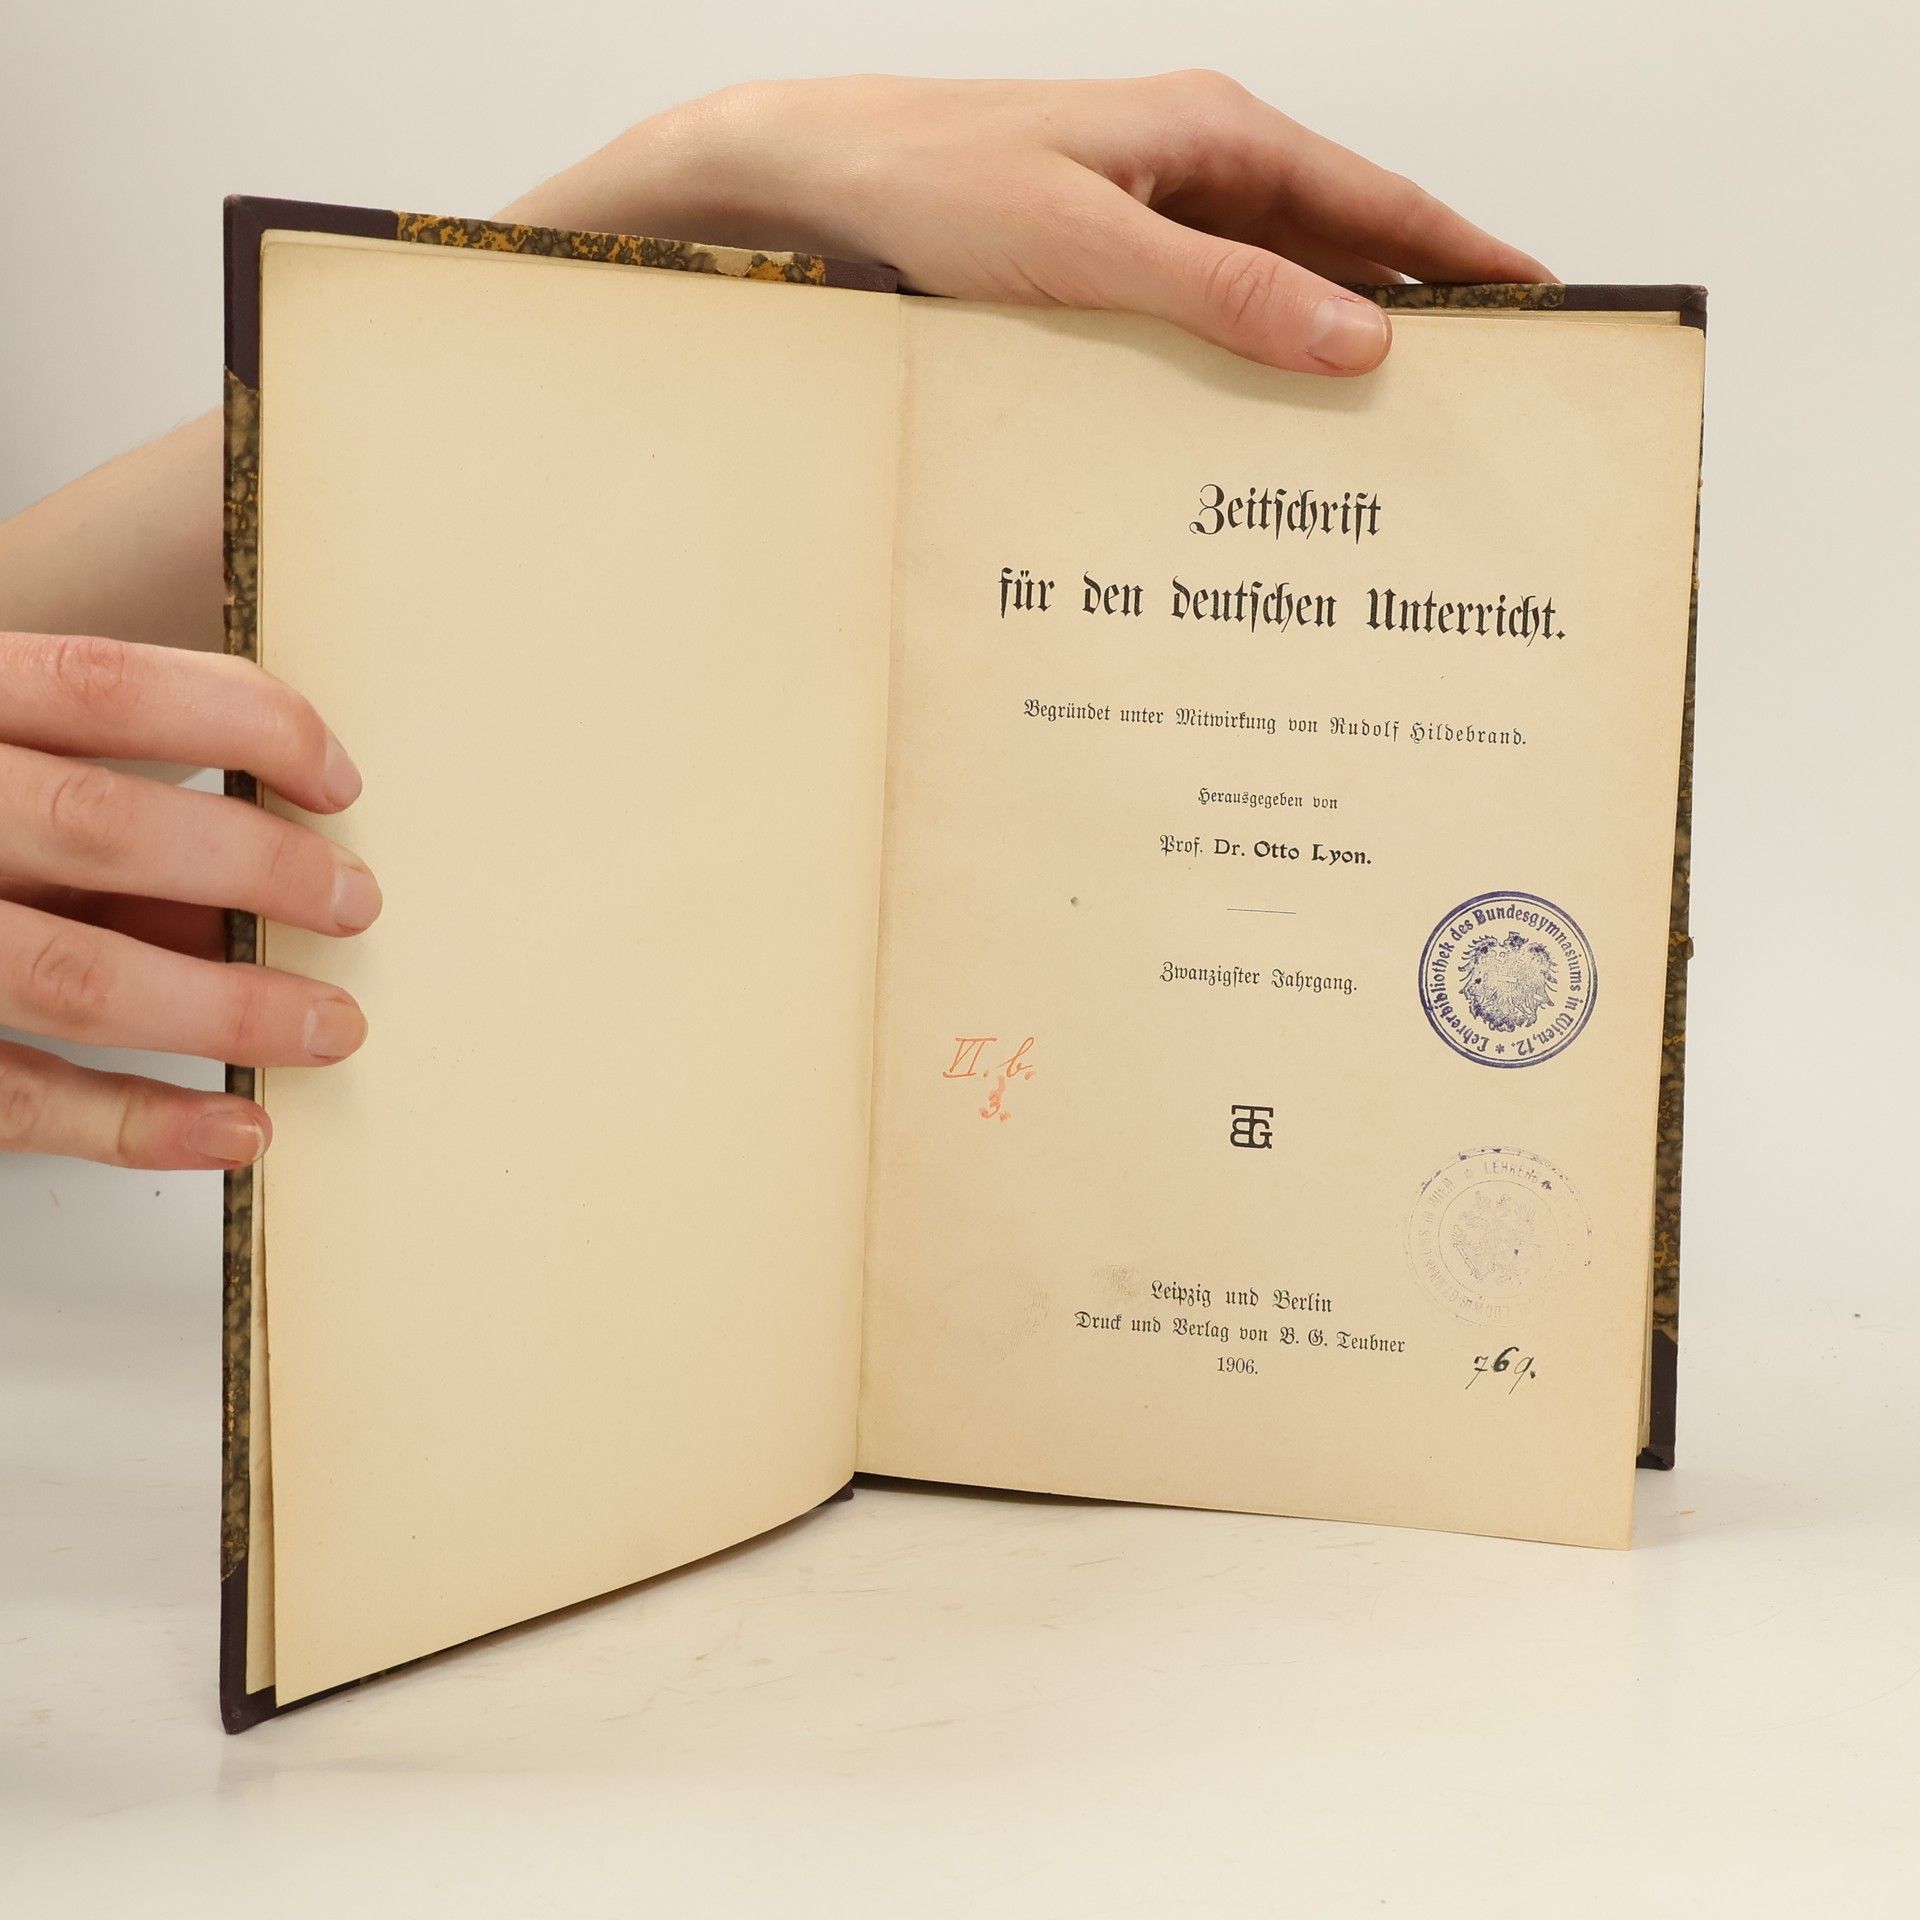 Zeitſchrift
für den deutſchen Unterricht.
Begründet unter Mitwirkung von Rudolf Hildebrand.
Herausgegeben von
Prof. Dr. Otto Lyon.
Zwanzigſter Jahrgang.
Lehrerbibliothek des Bundesgymnasiums in Wien, 12. *
VI. b.
3.
BTG
Leipzig und Berlin
Druck und Verlag von B. G. Teubner
1906.
769.